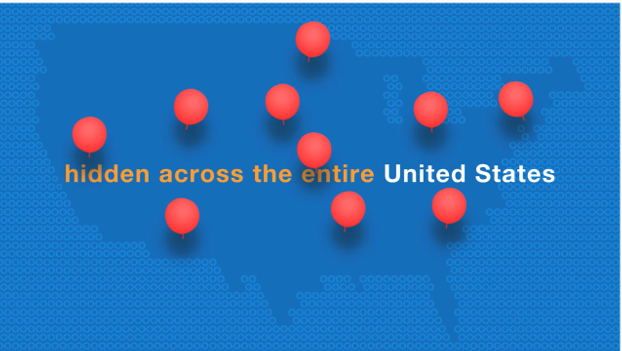 hidden across the entire United States